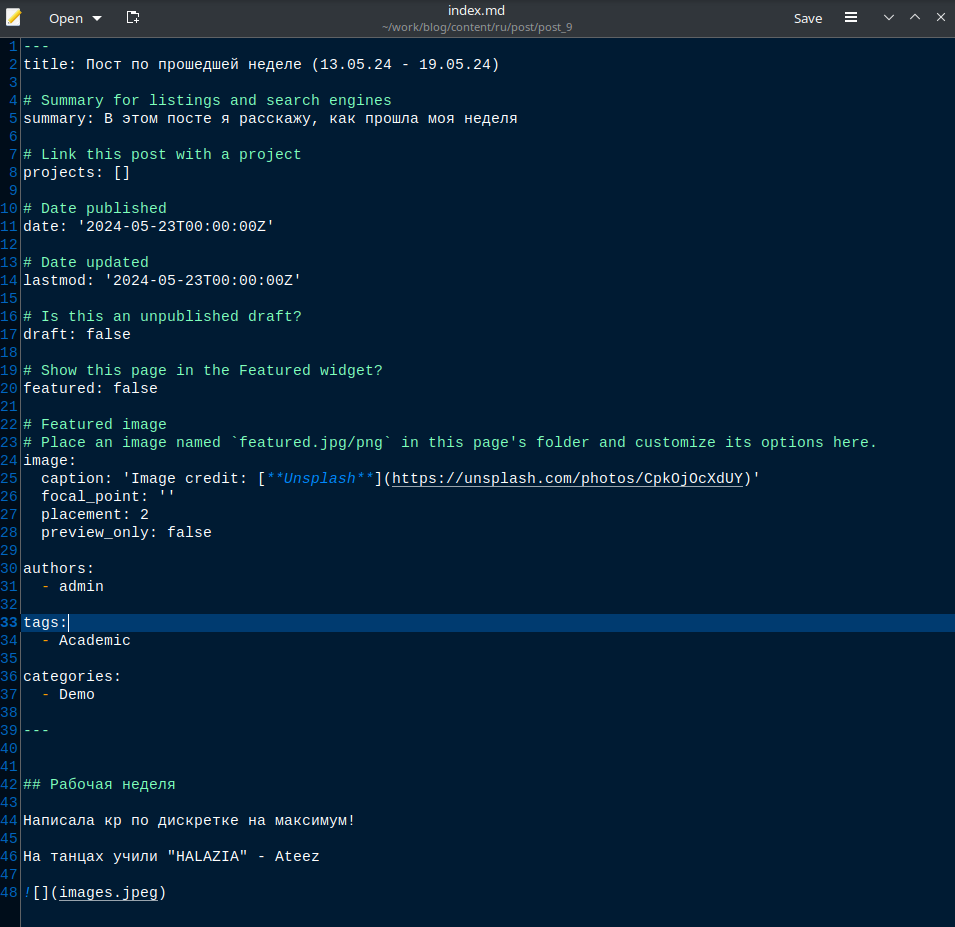 Open
index.md
~/work/blog/content/ru/post/post_9
Save
1 ---
2 title: Пост по прошедшей неделе (13.05.24 - 19.05.24)
3
4 # Summary for listings and search engines
5 summary: В этом посте я расскажу, как прошла моя неделя
6
7 # Link this post with a project
8 projects: []
9
10 # Date published
11 date: '2024-05-23T00:00:00Z'
12
13 # Date updated
14 lastmod: '2024-05-23T00:00:00Z'
15
16 # Is this an unpublished draft?
17 draft: false
18
19 # Show this page in the Featured widget?
20 featured: false
21
22 # Featured image
23 # Place an image named `featured.jpg/png` in this page's folder and customize its options here.
24 image:
25   caption: 'Image credit: [**Unsplash**](https://unsplash.com/photos/CpkOjOcXdUY)'
26   focal_point: ''
27   placement: 2
28   preview_only: false
29
30 authors:
31   - admin
32
33 tags:
34   - Academic
35
36 categories:
37   - Demo
38
39 ---
40
41
42 ## Рабочая неделя
43
44 Написала кр по дискретке на максимум!
45
46 На танцах учили "HALAZIA" - Ateez
47
48 ![](images.jpeg)